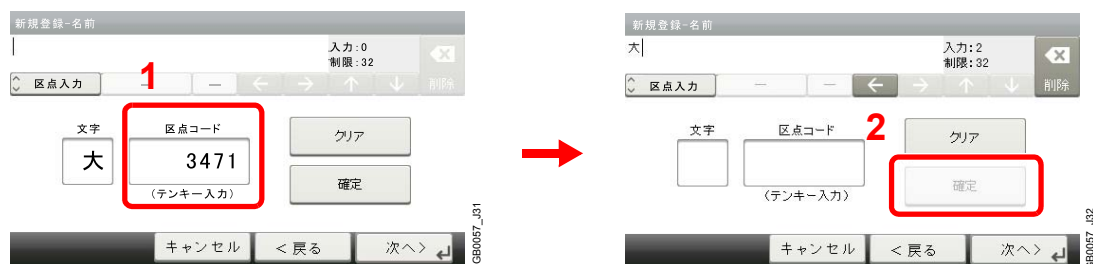 新規登録-名前
入力:0
制限:32
区点入力
削除
1
文字
区点コード
大
3471
(テンキー入力)
クリア
確定
キャンセル
<戻る
次へ>
GB0057_J31
新規登録-名前
大
入力:2
制限:32
区点入力
削除
文字
区点コード
2
(テンキー入力)
クリア
確定
キャンセル
<戻る
次へ>
GB0057_J32